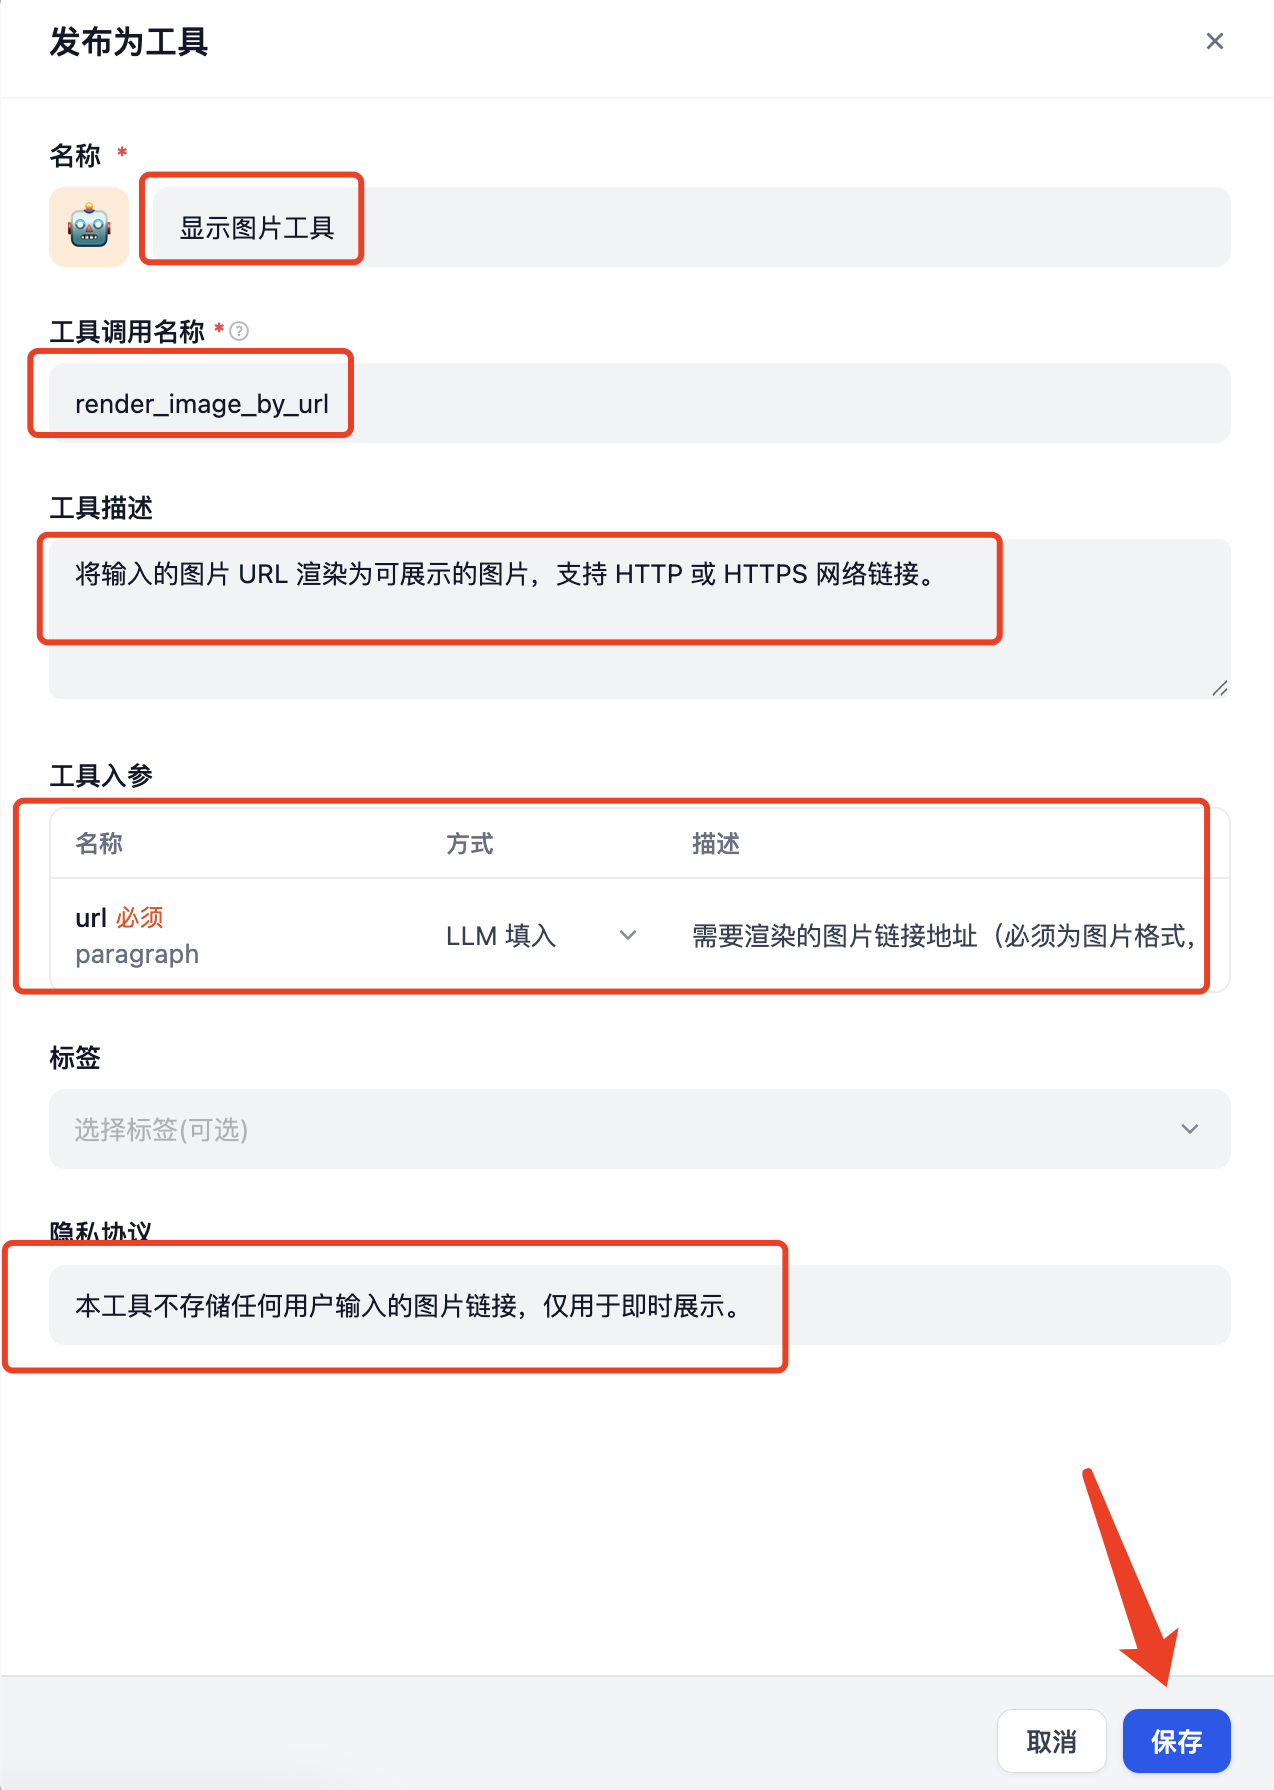 发布为工具
名称 *
显示图片工具
工具调用名称 *
render_image_by_url
工具描述
将输入的图片 URL 渲染为可展示的图片，支持 HTTP 或 HTTPS 网络链接。
工具入参
名称 方式 描述
url 必须
paragraph
LLM 填入
需要渲染的图片链接地址（必须为图片格式，
标签
选择标签(可选)
隐私协议
本工具不存储任何用户输入的图片链接，仅用于即时展示。
取消 保存